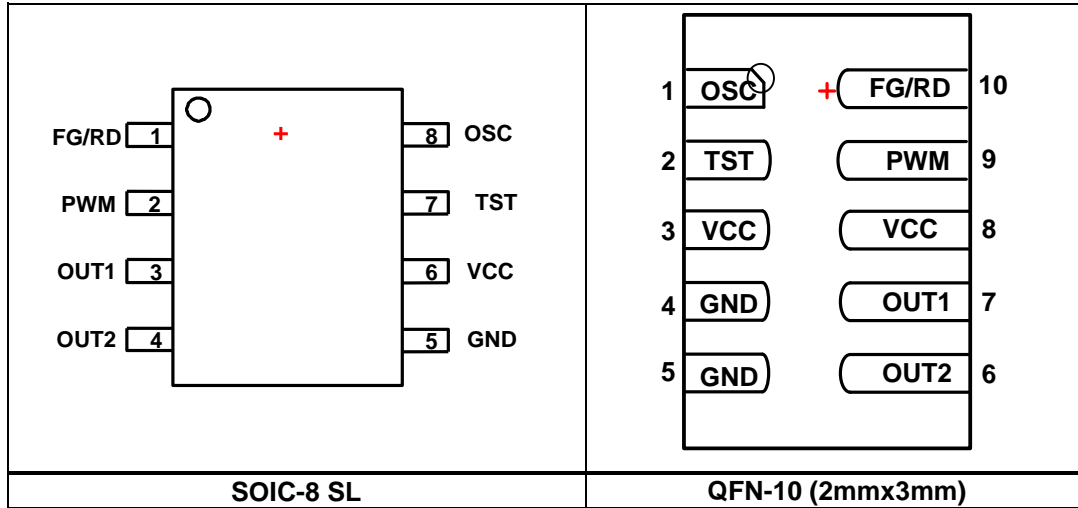 FG/RD 1
8 OSC
PWM 2
7 TST
OUT1 3
6 VCC
OUT2 4
5 GND
SOIC-8 SL
1 OSC
FG/RD 10
2 TST
PWM 9
3 VCC
VCC 8
4 GND
OUT1 7
5 GND
OUT2 6
QFN-10 (2mmx3mm)